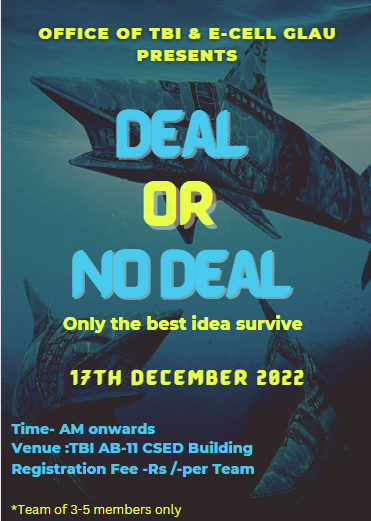 OFFICE OF TBI & E-CELL GLAU
PRESENTS
DEAL
OR
NO DEAL
Only the best idea survive
17TH DECEMBER 2022
Time- AM onwards
Venue :TBI AB-11 CSED Building
Registration Fee -Rs /-per Team
*Team of 3-5 members only